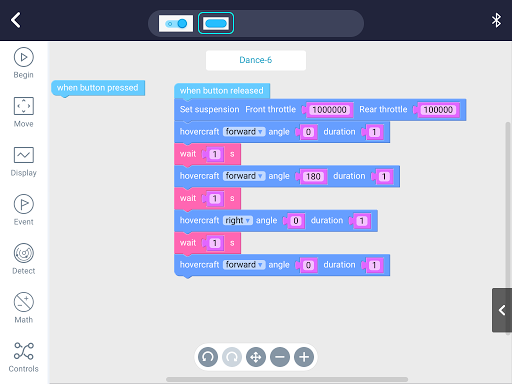 Dance-6
Begin
Move
Display
Event
Detect
Math
Controls
when button pressed
when button released
Set suspension Front throttle 1000000 Rear throttle 100000
hovercraft forward angle 0 duration 1
wait 1 s
hovercraft forward angle 180 duration 1
wait 1 s
hovercraft right angle 0 duration 1
wait 1 s
hovercraft forward angle 0 duration 1